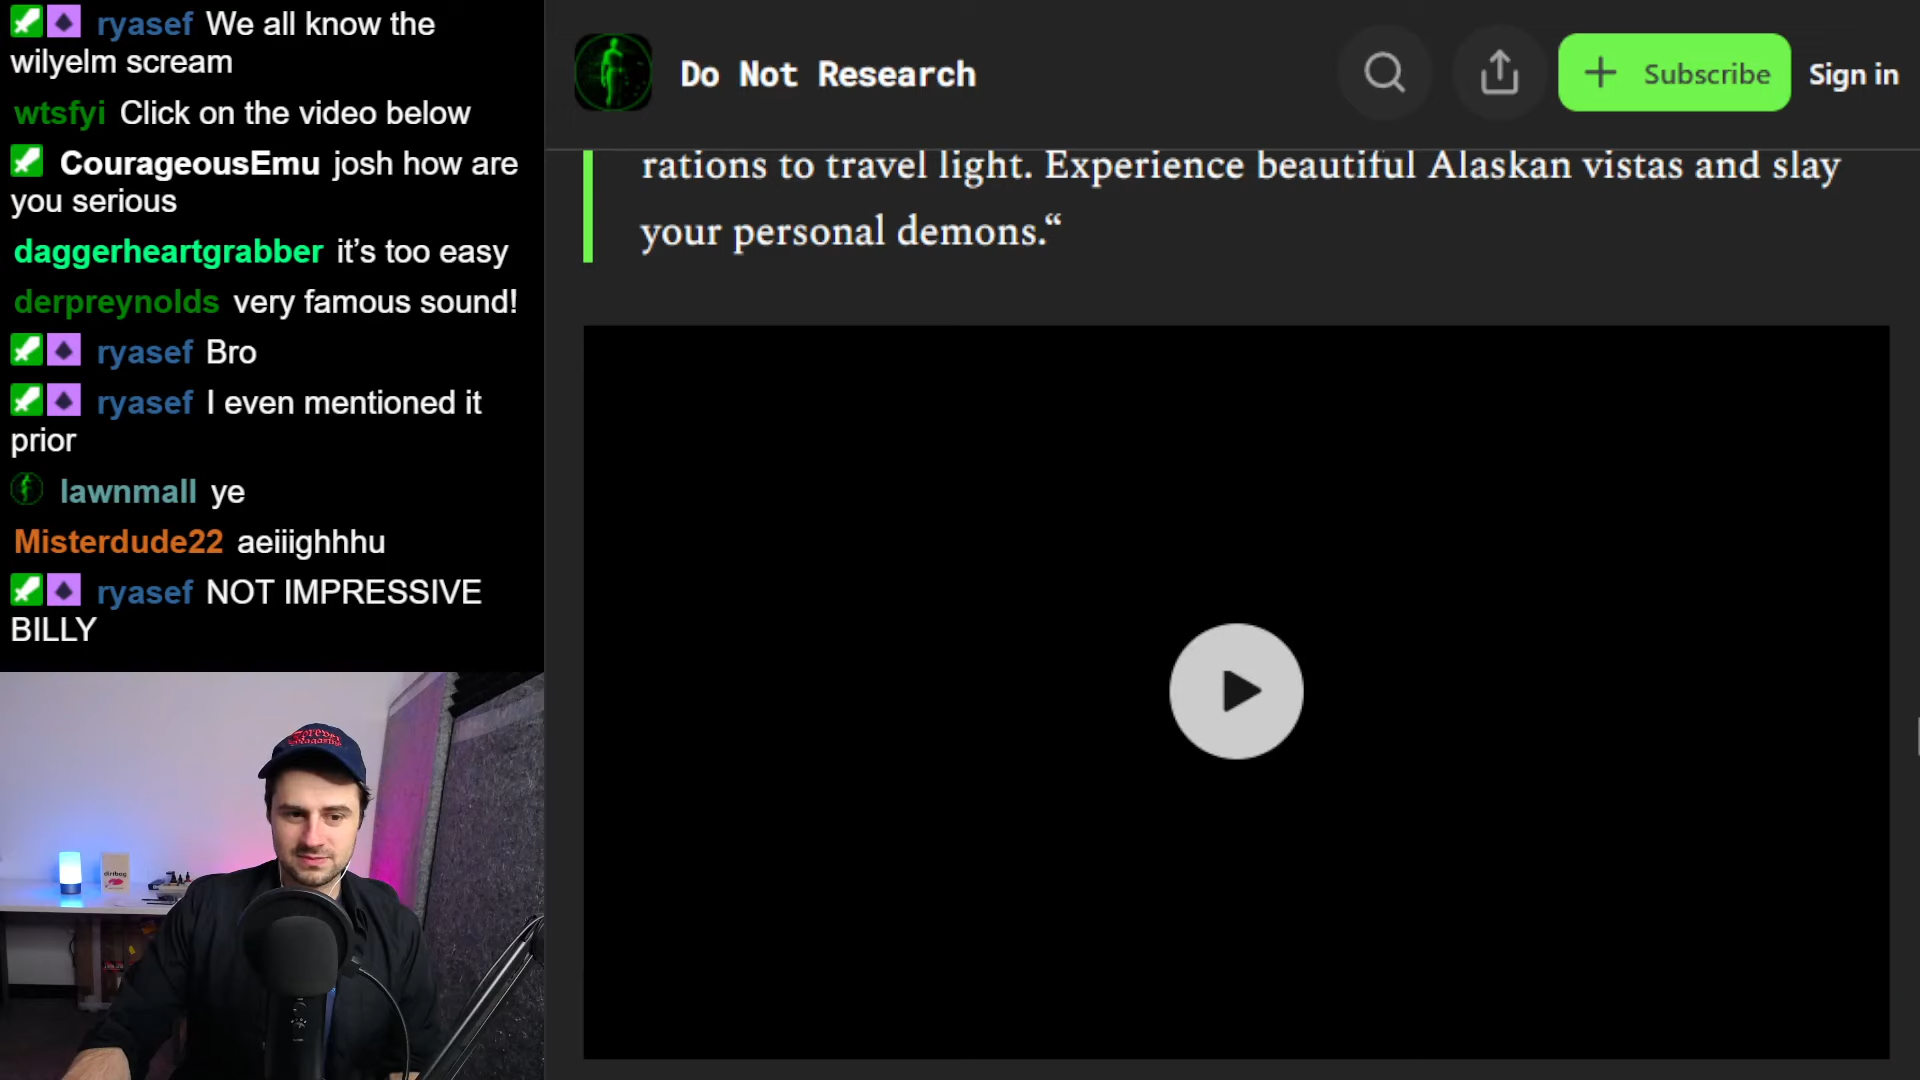 ryasef We all know the
wilyelm scream
wtsfyi Click on the video below
CourageousEmu josh how are
you serious
daggerheartgrabber it’s too easy
derpreynolds very famous sound!
ryasef Bro
ryasef I even mentioned it
prior
lawnmall ye
Misterdude22 aeiiighhhu
ryasef NOT IMPRESSIVE
BILLY
Do Not Research
Subscribe
Sign in
rations to travel light. Experience beautiful Alaskan vistas and slay
your personal demons.“
Forever
Magazine
dirtbag